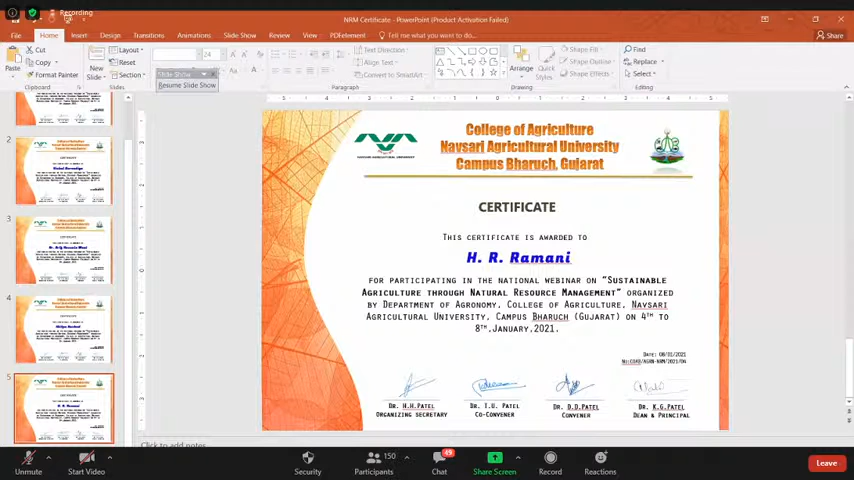 Recording
NRM Certificate - PowerPoint (Product Activation Failed)
File Home Insert Design Transitions Animations Slide Show Review View PDFelement Tell me what you want to do...
Share
Paste
Cut
Copy
Format Painter
Clipboard
New
Slide
Layout
Reset
Section
Slides
24
Slide Show
Resume Slide Show
Text Direction
Align Text
Convert to SmartArt
Paragraph
Arrange
Quick
Styles
Shape Fill
Shape Outline
Shape Effects
Drawing
Find
Replace
Select
Editing
2
3
4
5
College of Agriculture
Navsari Agricultural University
Campus Bharuch, Gujarat
CERTIFICATE
THIS CERTIFICATE IS AWARDED TO
H. R. Ramani
FOR PARTICIPATING IN THE NATIONAL WEBINAR ON "SUSTAINABLE
AGRICULTURE THROUGH NATURAL RESOURCE MANAGEMENT" ORGANIZED
BY DEPARTMENT OF AGRONOMY, COLLEGE OF AGRICULTURE, NAVSARI
AGRICULTURAL UNIVERSITY, CAMPUS BHARUCH (GUJARAT) ON 4TH TO
8TH.JANUARY.2021.
DATE: 08/01/2021
DR. H.H.PATEL
ORGANIZING SECRETARY
DR. T.U. PATEL
CO-CONVENER
DR. D.D.PATEL
CONVENER
DR. K.G.PATEL
DEAN & PRINCIPAL
Click to add notes
Unmute
Start Video
Security
150
Participants
49
Chat
Share Screen
Record
Reactions
Leave